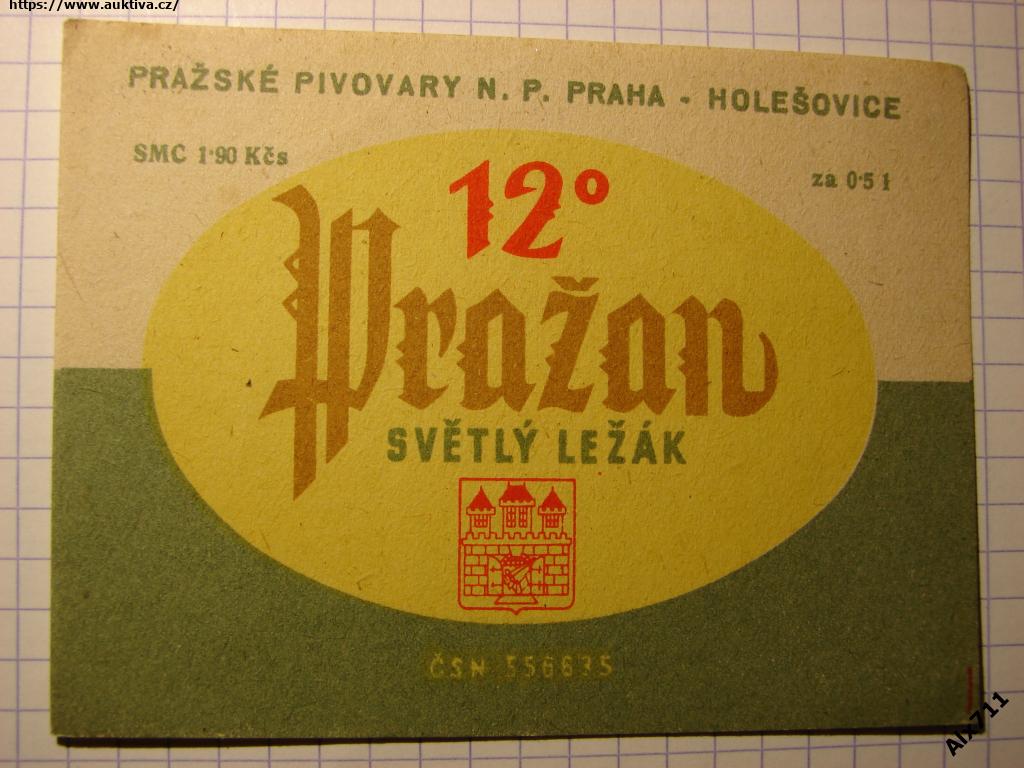 https://www.auktiva.cz/
PRAŽSKÉ PIVOVARY N. P. PRAHA - HOLEŠOVICE
SMC 1·90 Kčs
za 0·5 l
12°
Pražan
SVĚTLÝ LEŽÁK
ČSN 556635
Alx711